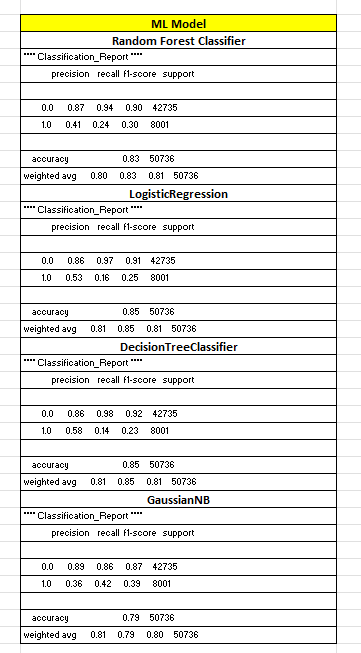 ML Model
Random Forest Classifier
**** Classification_Report ****
precision recall f1-score support
0.0 0.87 0.94 0.90 42735
1.0 0.41 0.24 0.30 8001
accuracy 0.83 50736
weighted avg 0.80 0.83 0.81 50736
LogisticRegression
**** Classification_Report ****
precision recall f1-score support
0.0 0.86 0.97 0.91 42735
1.0 0.53 0.16 0.25 8001
accuracy 0.85 50736
weighted avg 0.81 0.85 0.81 50736
DecisionTreeClassifier
**** Classification_Report ****
precision recall f1-score support
0.0 0.86 0.98 0.92 42735
1.0 0.58 0.14 0.23 8001
accuracy 0.85 50736
weighted avg 0.81 0.85 0.81 50736
GaussianNB
**** Classification_Report ****
precision recall f1-score support
0.0 0.89 0.86 0.87 42735
1.0 0.36 0.42 0.39 8001
accuracy 0.79 50736
weighted avg 0.81 0.79 0.80 50736